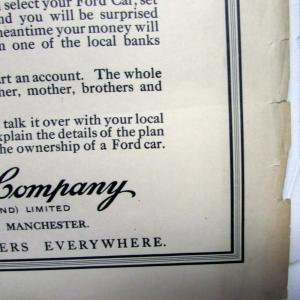 select your Ford Car, set
nd you will be surprised
meantime your money will
n one of the local banks
art an account. The whole
her, mother, brothers and
talk it over with your local
xplain the details of the plan
the ownership of a Ford car.
Company
ND) LIMITED
MANCHESTER.
ERS EVERYWHERE.